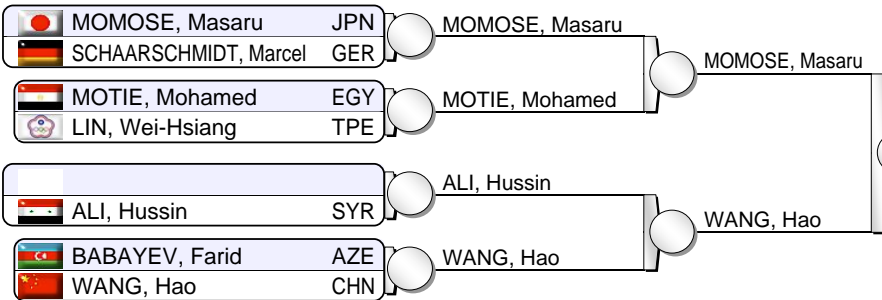 MOMOSE, Masaru JPN
SCHAARSCHMIDT, Marcel GER
MOTIE, Mohamed EGY
LIN, Wei-Hsiang TPE
ALI, Hussin SYR
BABAYEV, Farid AZE
WANG, Hao CHN
MOMOSE, Masaru
MOTIE, Mohamed
ALI, Hussin
WANG, Hao
MOMOSE, Masaru
WANG, Hao